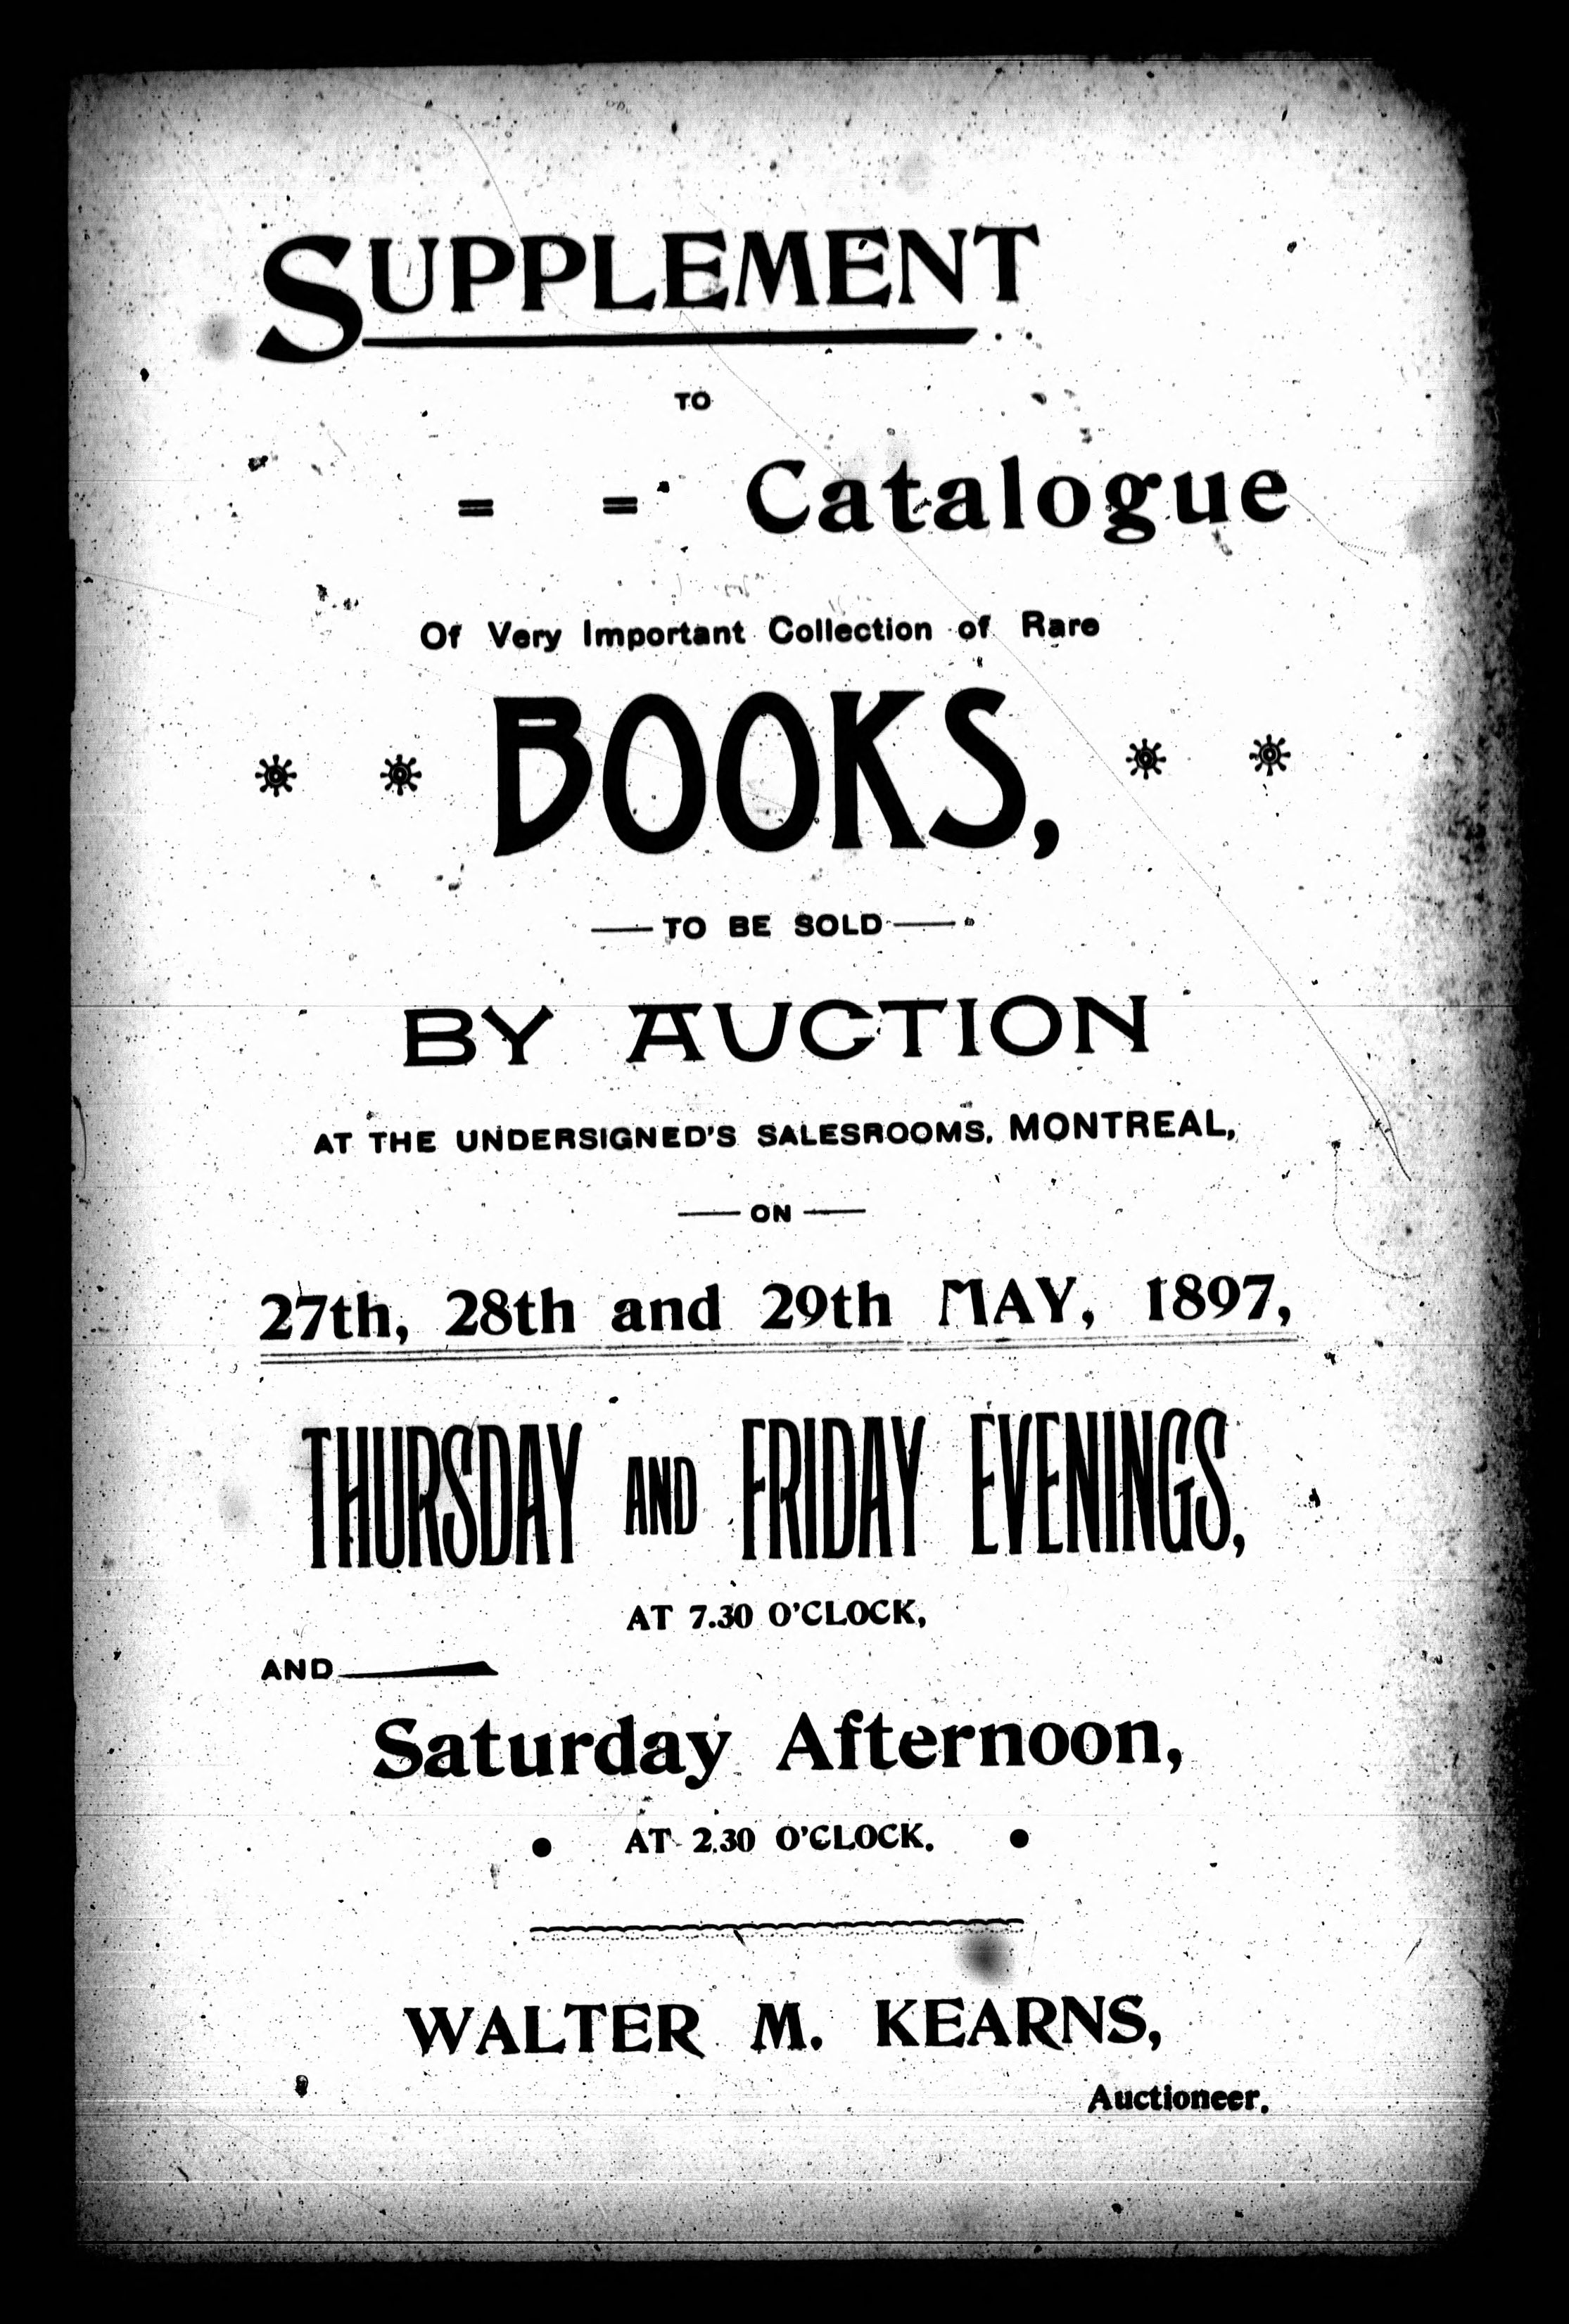 SUPPLEMENT
TO
= = Catalogue
Of Very Important Collection of Rare
BOOKS,
TO BE SOLD
BY AUCTION
AT THE UNDERSIGNED'S SALESROOMS, MONTREAL,
ON
27th, 28th and 29th MAY, 1897,
THURSDAY AND FRIDAY EVENINGS,
AT 7.30 O'CLOCK,
AND
Saturday Afternoon,
AT 2.30 O'CLOCK.
WALTER M. KEARNS,
Auctioneer.